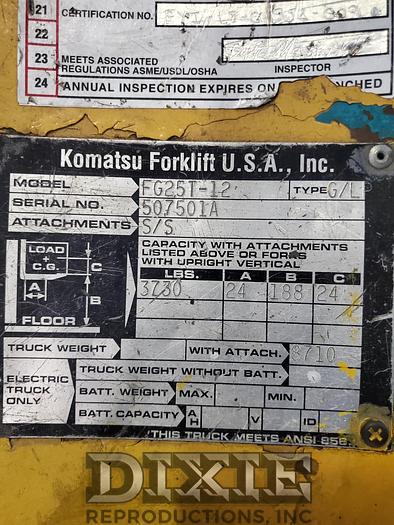 21 CERTIFICATION NO.
22
23 MEETS ASSOCIATED
REGULATIONS ASME/USDL/OSHA INSPECTOR
24 ANNUAL INSPECTION EXPIRES ON
Komatsu Forklift U.S.A., Inc.
MODEL FG25T-12 TYPE G/LP
SERIAL NO. 507501A
ATTACHMENTS S/S
CAPACITY WITH ATTACHMENTS
LISTED ABOVE OR FORKS
WITH UPRIGHT VERTICAL
LOAD
C.G.
A
B
C
FLOOR
LBS. A B C
3730 24 188 24
TRUCK WEIGHT WITH ATTACH. 8710
ELECTRIC
TRUCK
ONLY
TRUCK WEIGHT WITHOUT BATT.
BATT. WEIGHT MAX. MIN.
BATT. CAPACITY AH V ID
THIS TRUCK MEETS ANSI B56.
DIXIE
REPRODUCTIONS, INC